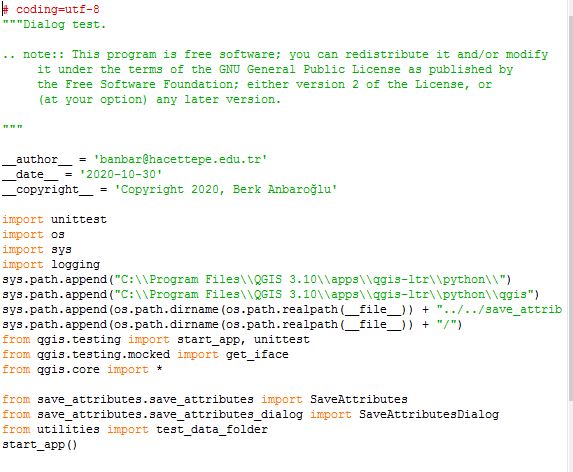 # coding=utf-8
"""Dialog test.
.. note:: This program is free software; you can redistribute it and/or modify
it under the terms of the GNU General Public License as published by
the Free Software Foundation; either version 2 of the License, or
(at your option) any later version.
"""
__author__ = 'banbar@hacettepe.edu.tr'
__date__ = '2020-10-30'
__copyright__ = 'Copyright 2020, Berk Anbaroğlu'
import unittest
import os
import sys
import logging
sys.path.append("C:\\Program Files\\QGIS 3.10\\apps\\qgis-ltr\\python\\")
sys.path.append("C:\\Program Files\\QGIS 3.10\\apps\\qgis-ltr\\python\\qgis")
sys.path.append(os.path.dirname(os.path.realpath(__file__)) + "../../save_attrib
sys.path.append(os.path.dirname(os.path.realpath(__file__)) + "/")
from qgis.testing import start_app, unittest
from qgis.testing.mocked import get_iface
from qgis.core import *
from save_attributes.save_attributes import SaveAttributes
from save_attributes.save_attributes_dialog import SaveAttributesDialog
from utilities import test_data_folder
start_app()